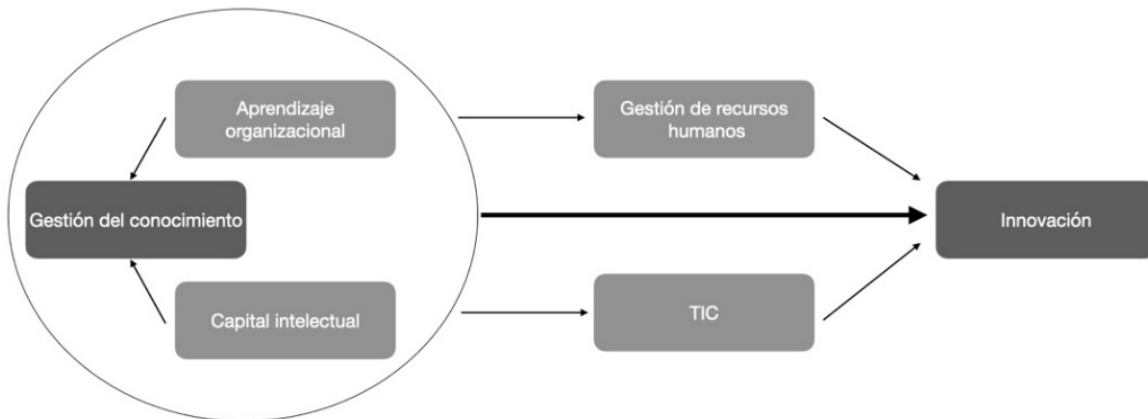 Aprendizaje
organizacional
Gestión de recursos
humanos
Gestión del conocimiento
Innovación
Capital intelectual
TIC